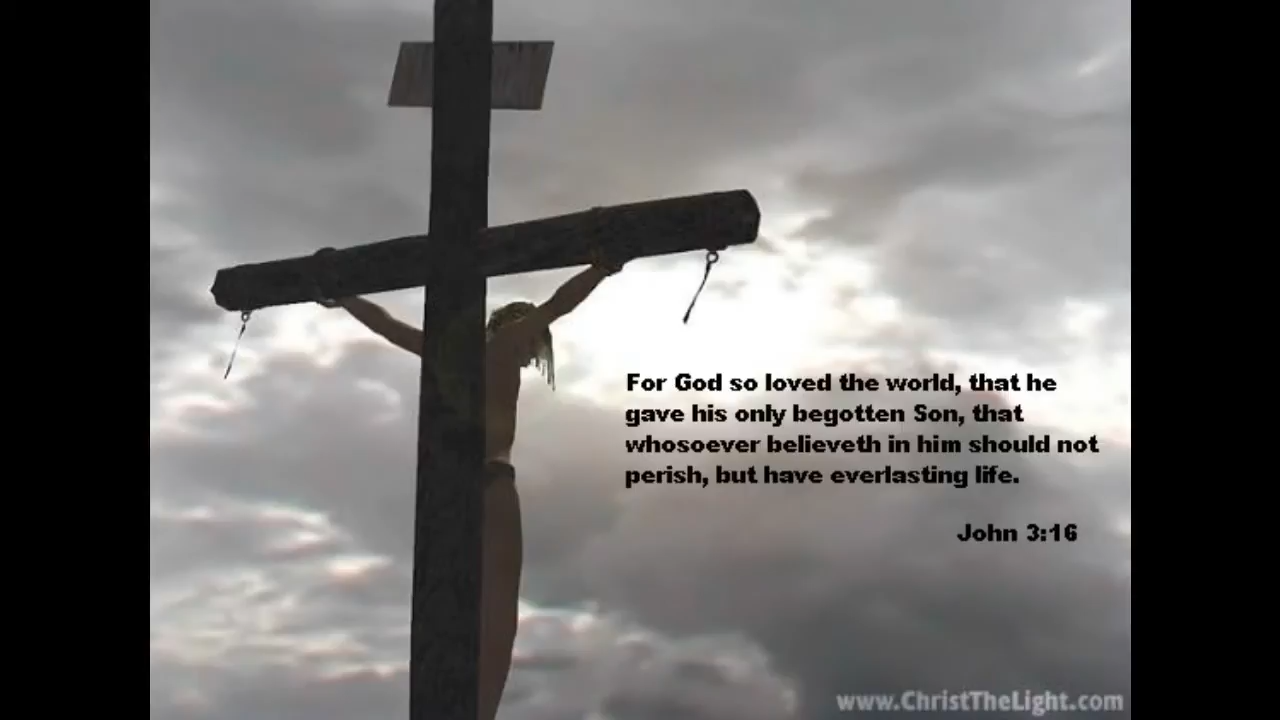 For God so loved the world, that he
gave his only begotten Son, that
whosoever believeth in him should not
perish, but have everlasting life.
John 3:16
www.ChristTheLight.com